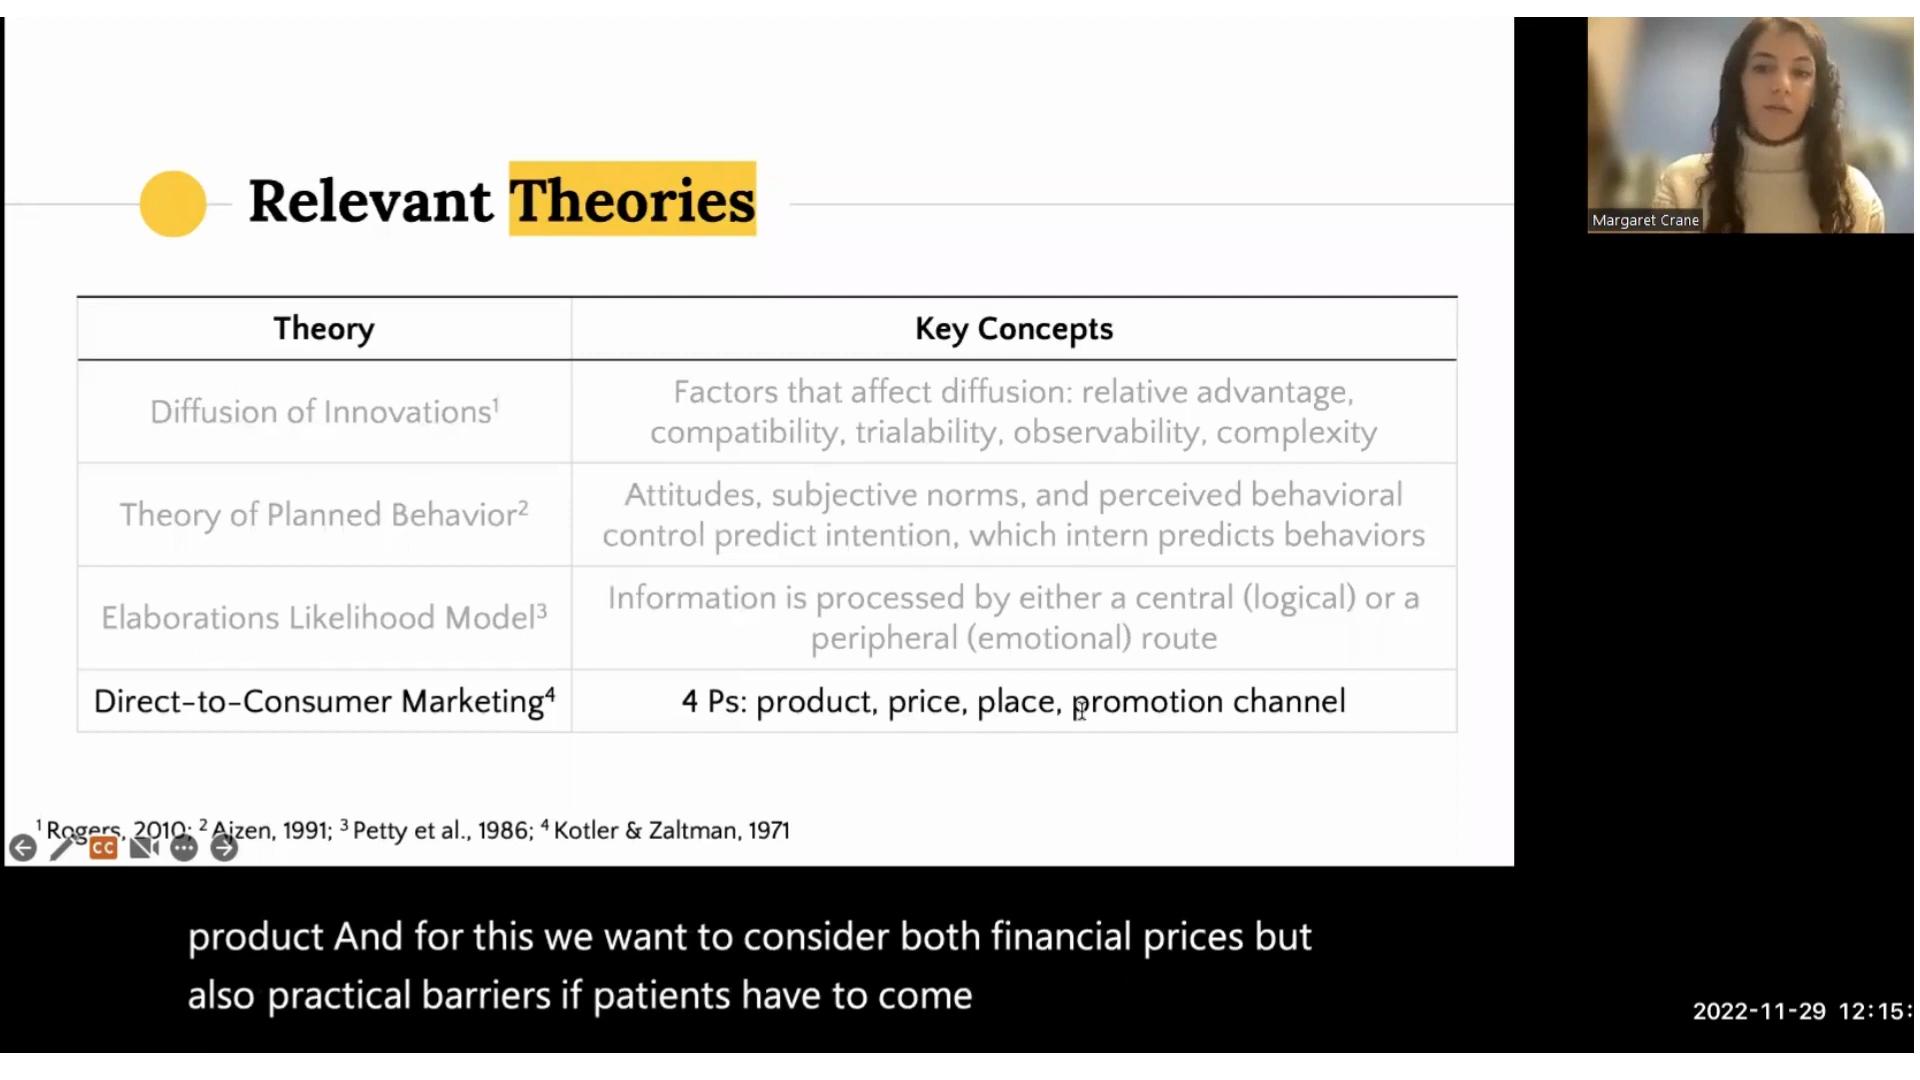 Relevant Theories
Theory
Key Concepts
Diffusion of Innovations¹
Factors that affect diffusion: relative advantage,
compatibility, trialability, observability, complexity
Theory of Planned Behavior²
Attitudes, subjective norms, and perceived behavioral
control predict intention, which intern predicts behaviors
Elaborations Likelihood Model³
Information is processed by either a central (logical) or a
peripheral (emotional) route
Direct-to-Consumer Marketing⁴
4 Ps: product, price, place, promotion channel
¹ Rogers, 2010; ² Ajzen, 1991; ³ Petty et al., 1986; ⁴ Kotler & Zaltman, 1971
CC
Margaret Crane
product And for this we want to consider both financial prices but
also practical barriers if patients have to come
2022-11-29 12:15: